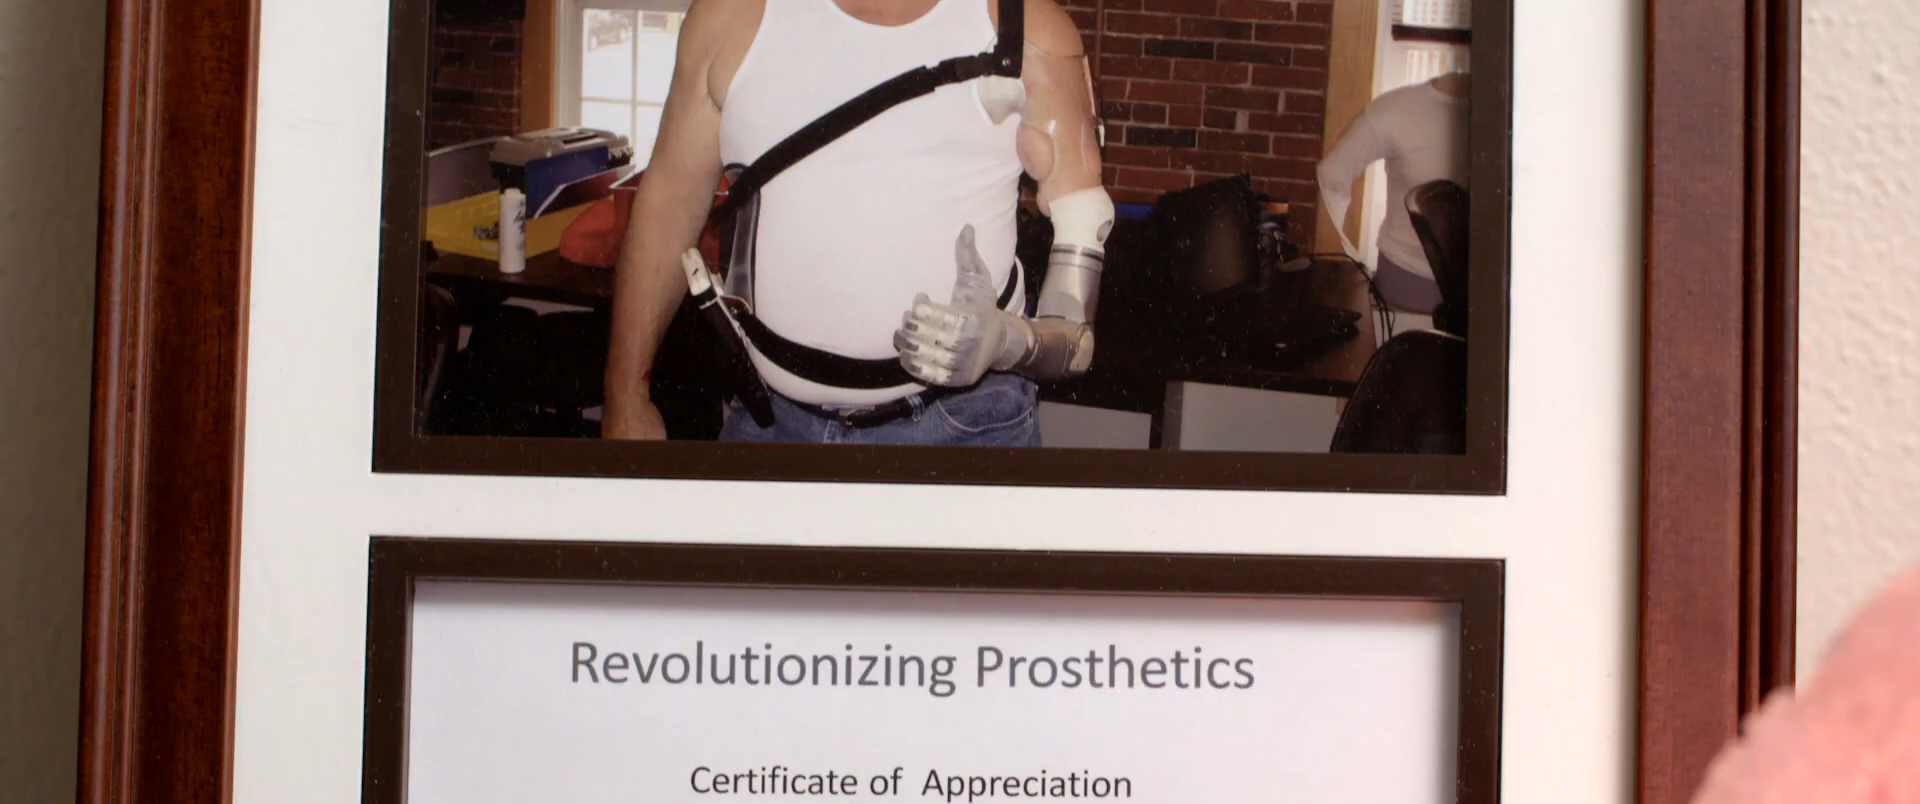 Revolutionizing Prosthetics
Certificate of Appreciation